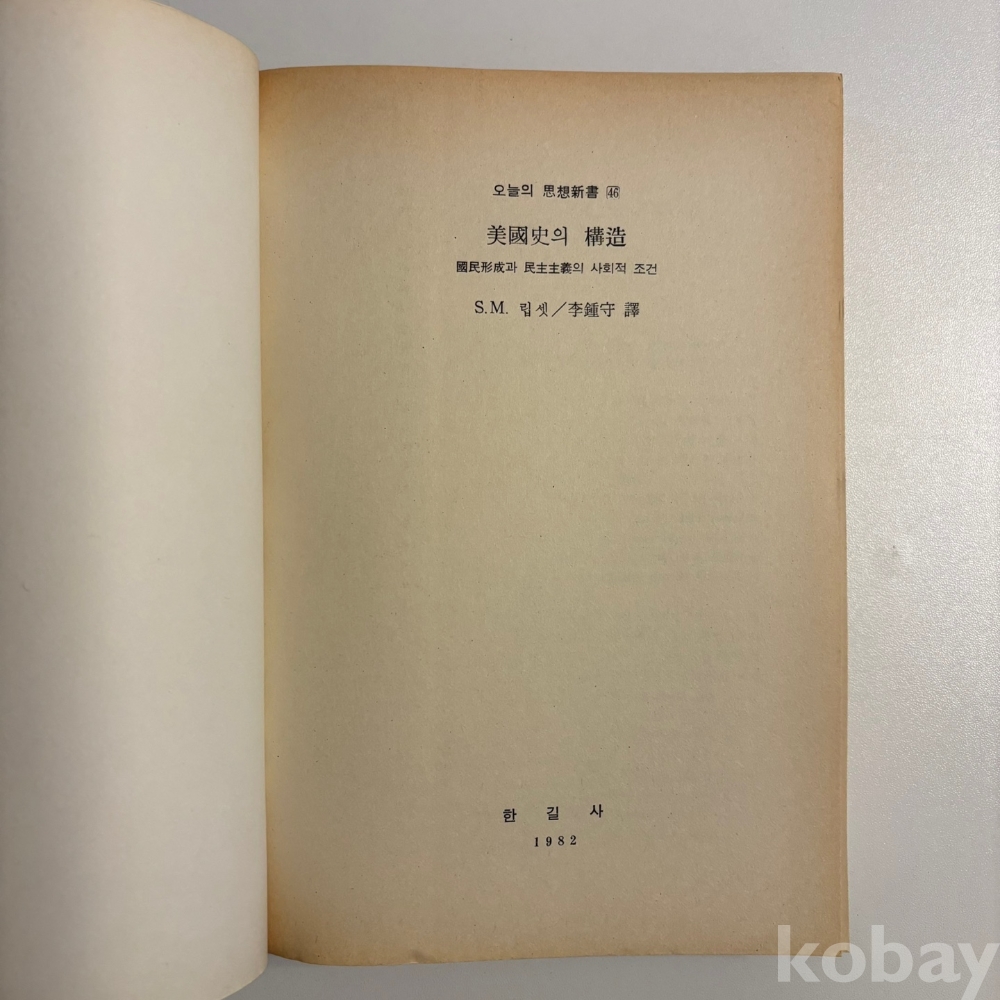 오늘의 思想新書 46
美國史의 構造
國民形成과 民主主義의 사회적 조건
S.M. 립셋/李鍾守 譯
한길사
1982
kobay